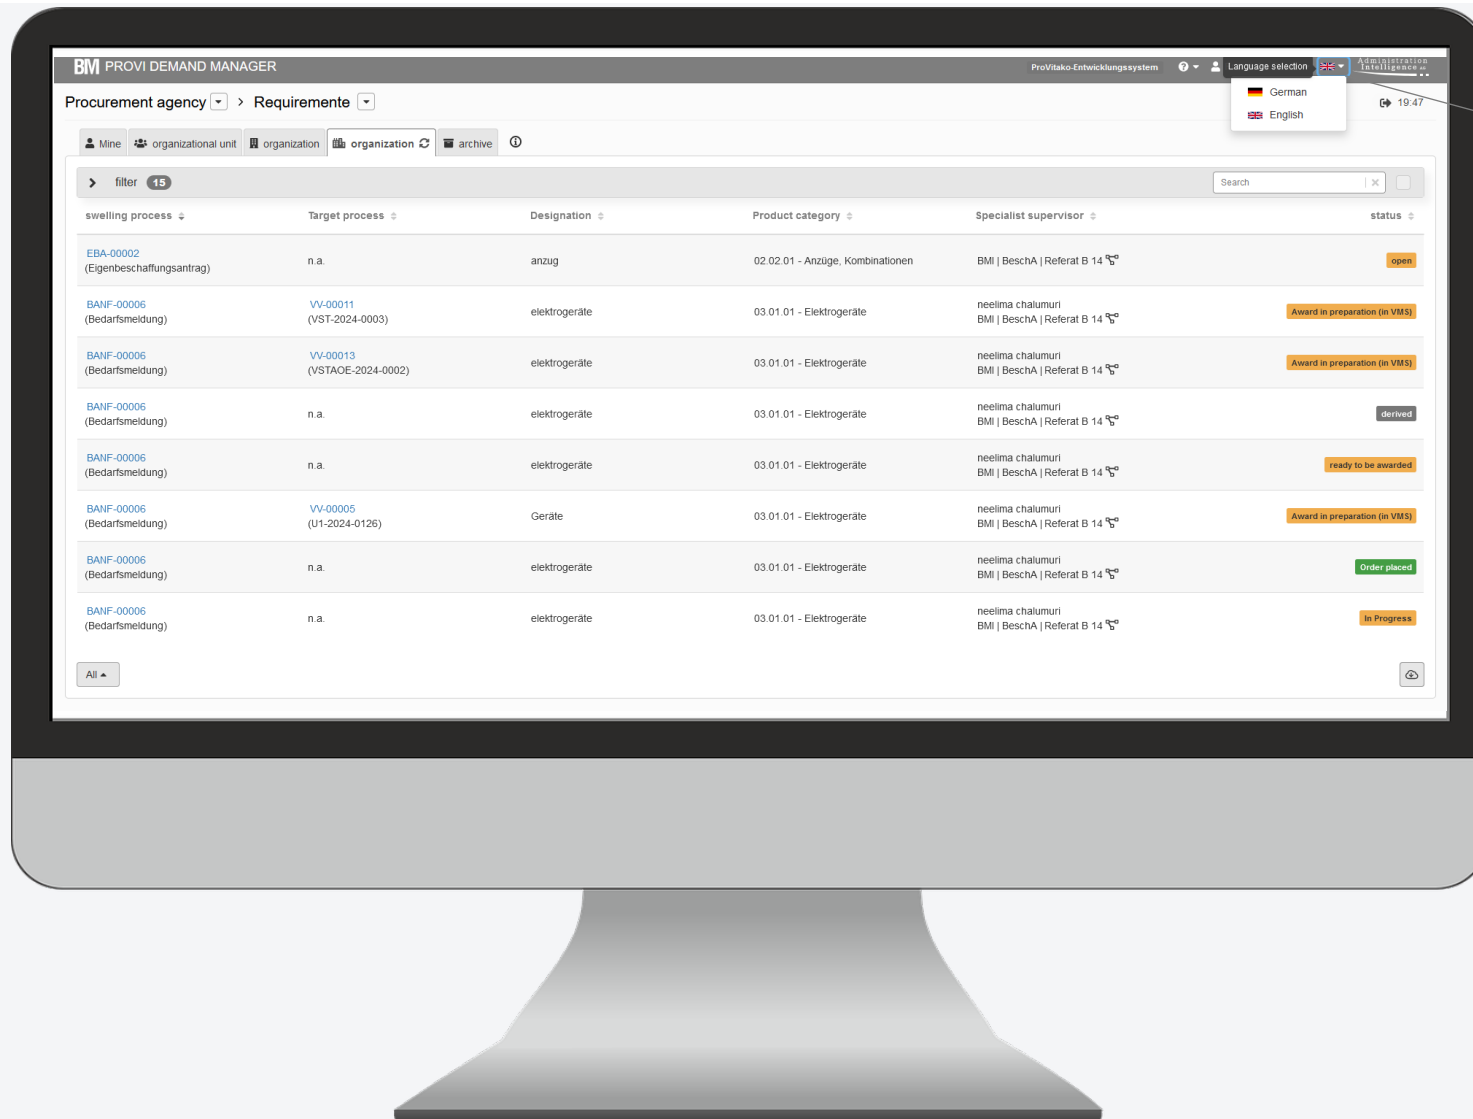 BM PROVI DEMAND MANAGER
ProVitako-Entwicklungssystem
Language selection
Administration
Intelligence AG
German
English
Procurement agency > Requiremente
19:47
Mine organizational unit organization organization archive
filter 15
Search
swelling process Target process Designation Product category Specialist supervisor status
EBA-00002
(Eigenbeschaffungsantrag) n.a. anzug 02.02.01 - Anzüge, Kombinationen BMI | BeschA | Referat B 14 open
BANF-00006 VV-00011 neelima chalumuri
(Bedarfsmeldung) (VST-2024-0003) elektrogeräte 03.01.01 - Elektrogeräte BMI | BeschA | Referat B 14 Award in preparation (in VMS)
BANF-00006 VV-00013 neelima chalumuri
(Bedarfsmeldung) (VSTAOE-2024-0002) elektrogeräte 03.01.01 - Elektrogeräte BMI | BeschA | Referat B 14 Award in preparation (in VMS)
BANF-00006 neelima chalumuri
(Bedarfsmeldung) n.a. elektrogeräte 03.01.01 - Elektrogeräte BMI | BeschA | Referat B 14 derived
BANF-00006 neelima chalumuri
(Bedarfsmeldung) n.a. elektrogeräte 03.01.01 - Elektrogeräte BMI | BeschA | Referat B 14 ready to be awarded
BANF-00006 VV-00005 neelima chalumuri
(Bedarfsmeldung) (U1-2024-0126) Geräte 03.01.01 - Elektrogeräte BMI | BeschA | Referat B 14 Award in preparation (in VMS)
BANF-00006 neelima chalumuri
(Bedarfsmeldung) n.a. elektrogeräte 03.01.01 - Elektrogeräte BMI | BeschA | Referat B 14 Order placed
BANF-00006 neelima chalumuri
(Bedarfsmeldung) n.a. elektrogeräte 03.01.01 - Elektrogeräte BMI | BeschA | Referat B 14 In Progress
All